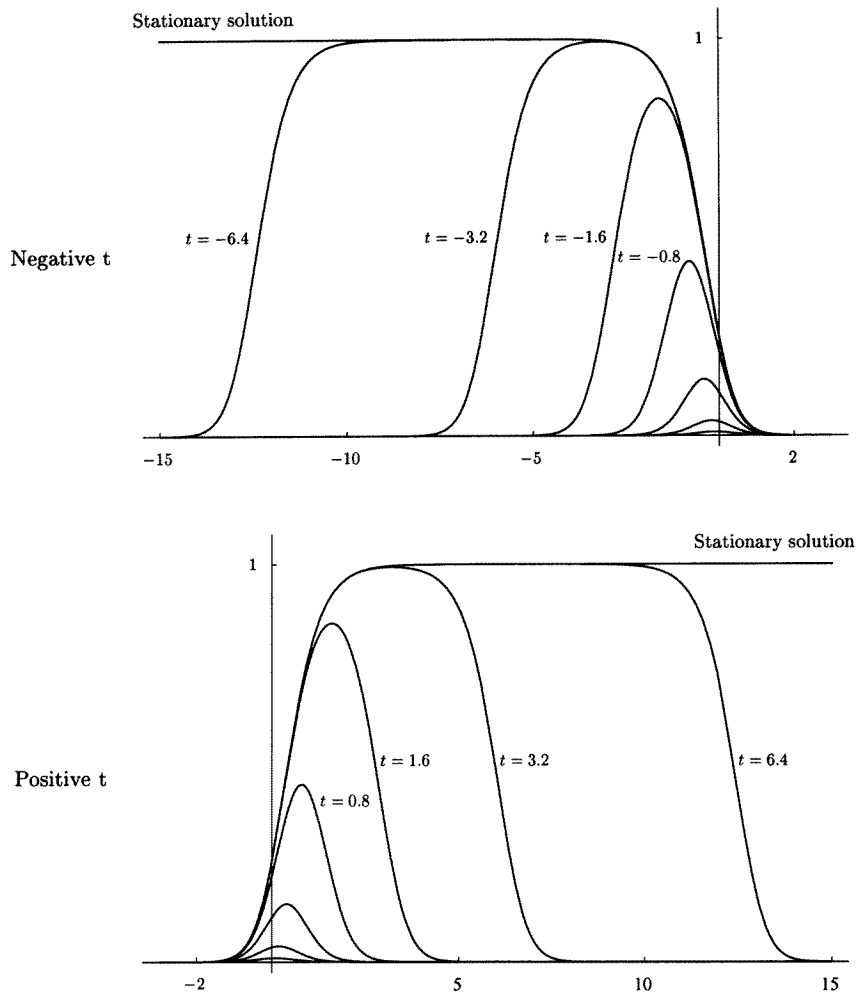 Stationary solution
1
t = −6.4
t = −3.2
t = −1.6
t = −0.8
Negative t
−15
−10
−5
2
Stationary solution
1
t = 1.6
t = 3.2
t = 6.4
t = 0.8
Positive t
−2
5
10
15